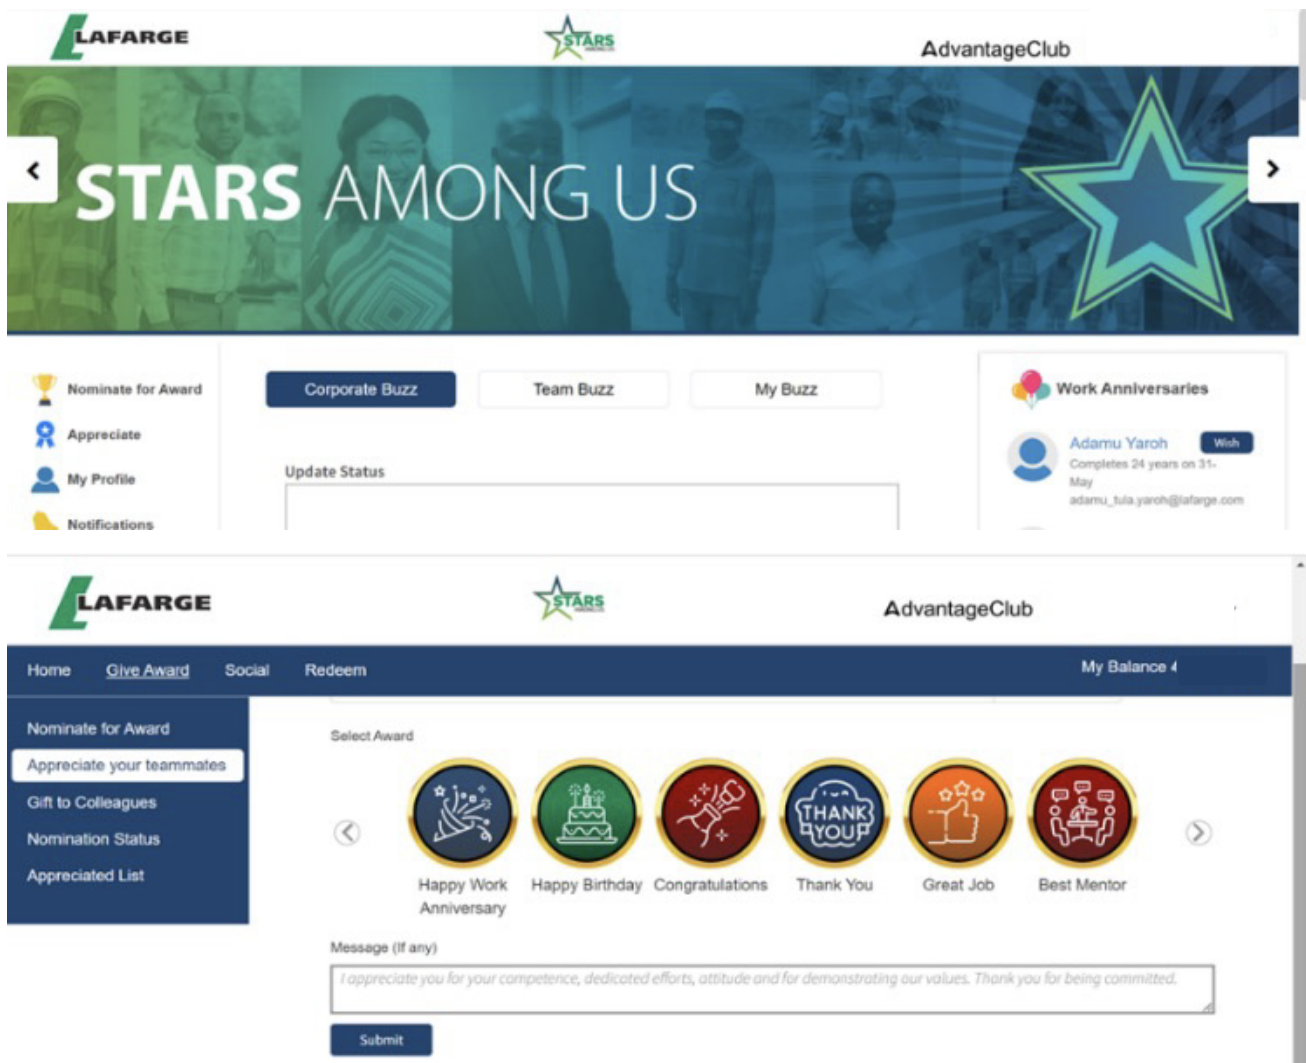 LAFARGE
STARS
AMONG US
AdvantageClub
STARS AMONG US
Nominate for Award
Appreciate
My Profile
Notifications
Corporate Buzz
Team Buzz
My Buzz
Update Status
Work Anniversaries
Adamu Yaroh
Wish
Completes 24 years on 31-
May
adamu_tula.yaroh@lafarge.com
LAFARGE
STARS
AMONG US
AdvantageClub
Home
Give Award
Social
Redeem
My Balance 4
Nominate for Award
Appreciate your teammates
Gift to Colleagues
Nomination Status
Appreciated List
Select Award
THANK
YOU
Happy Work
Anniversary
Happy Birthday
Congratulations
Thank You
Great Job
Best Mentor
Message (If any)
I appreciate you for your competence, dedicated efforts, attitude and for demonstrating our values. Thank you for being committed.
Submit